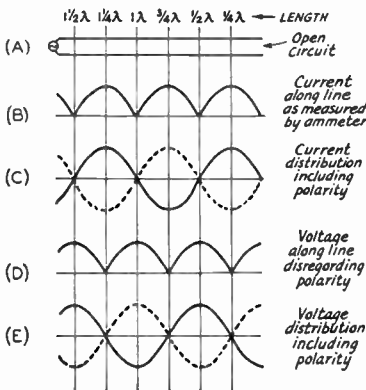 1½λ 1¼λ 1λ ¾λ ½λ ¼λ ← LENGTH
(A)
Open
Circuit
(B)
Current
along line
as measured
by ammeter
(C)
Current
distribution
including
polarity
(D)
Voltage
along line
disregarding
polarity
(E)
Voltage
distribution
including
polarity